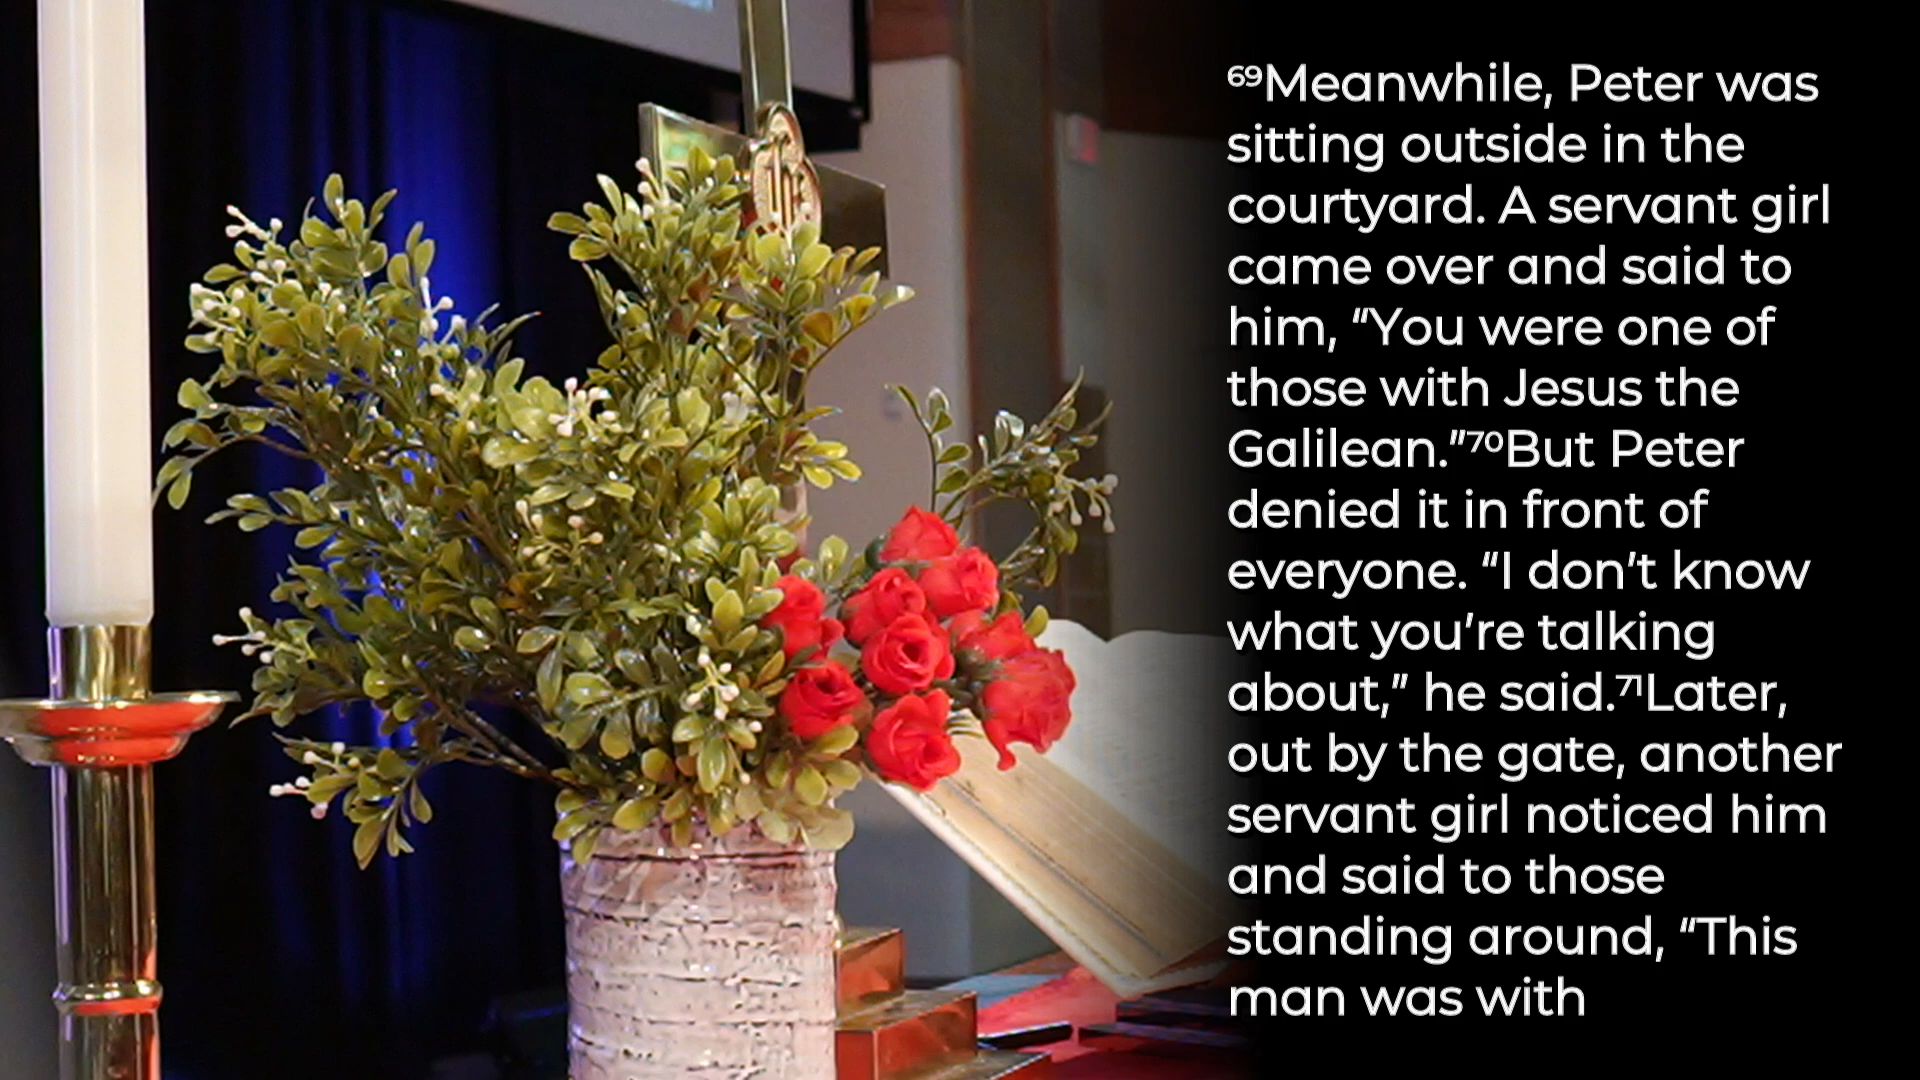 ⁶⁹Meanwhile, Peter was
sitting outside in the
courtyard. A servant girl
came over and said to
him, “You were one of
those with Jesus the
Galilean.”⁷⁰But Peter
denied it in front of
everyone. “I don’t know
what you’re talking
about,” he said.⁷¹Later,
out by the gate, another
servant girl noticed him
and said to those
standing around, “This
man was with